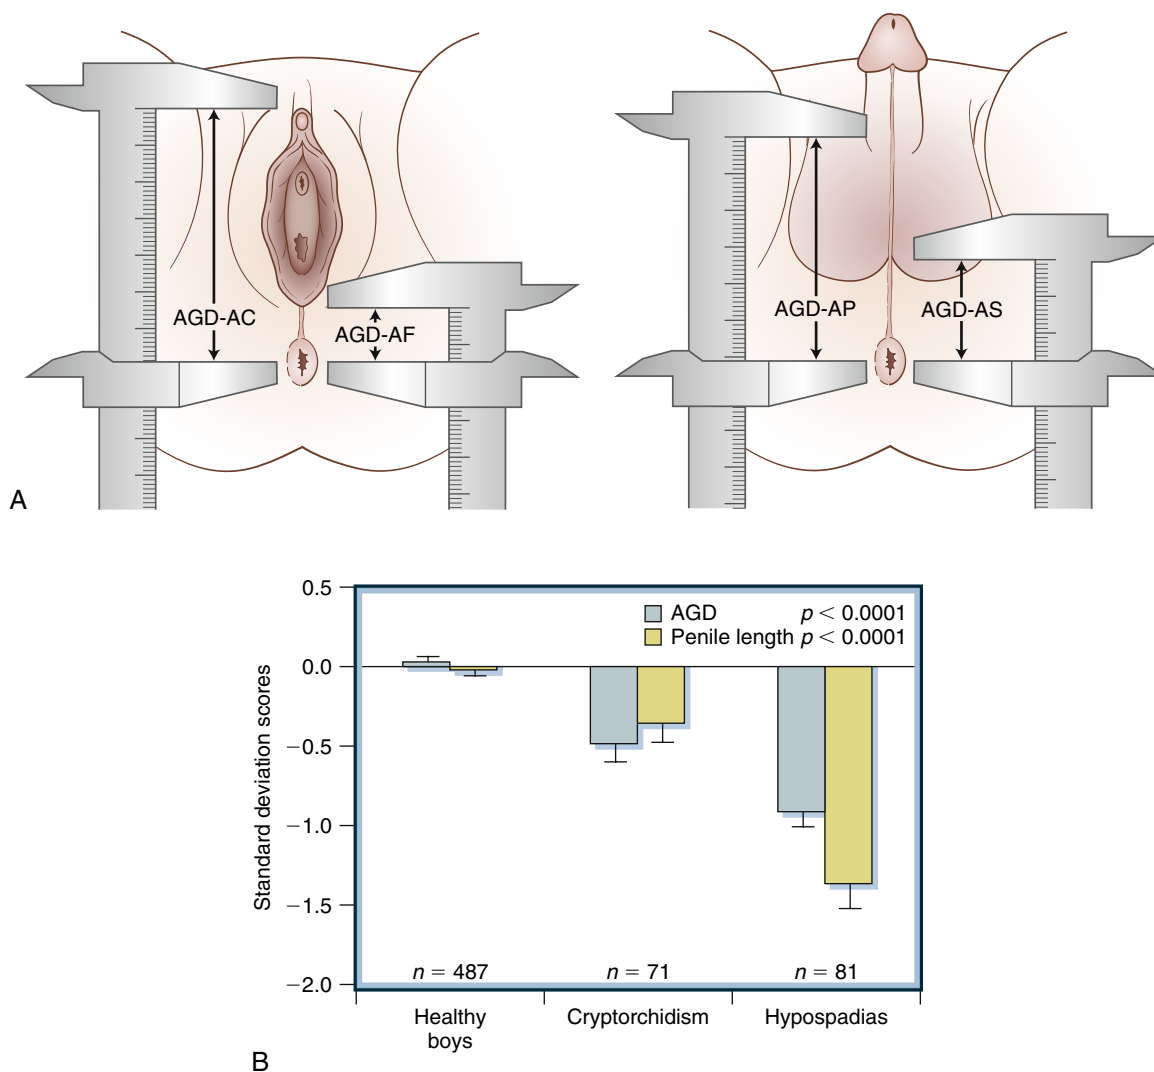 AGD-AC
AGD-AF
AGD-AP
AGD-AS
A
0.5
0.0
−0.5
−1.0
−1.5
−2.0
Standard deviation scores
AGD p < 0.0001
Penile length p < 0.0001
n = 487
n = 71
n = 81
Healthy
boys
Cryptorchidism
Hypospadias
B